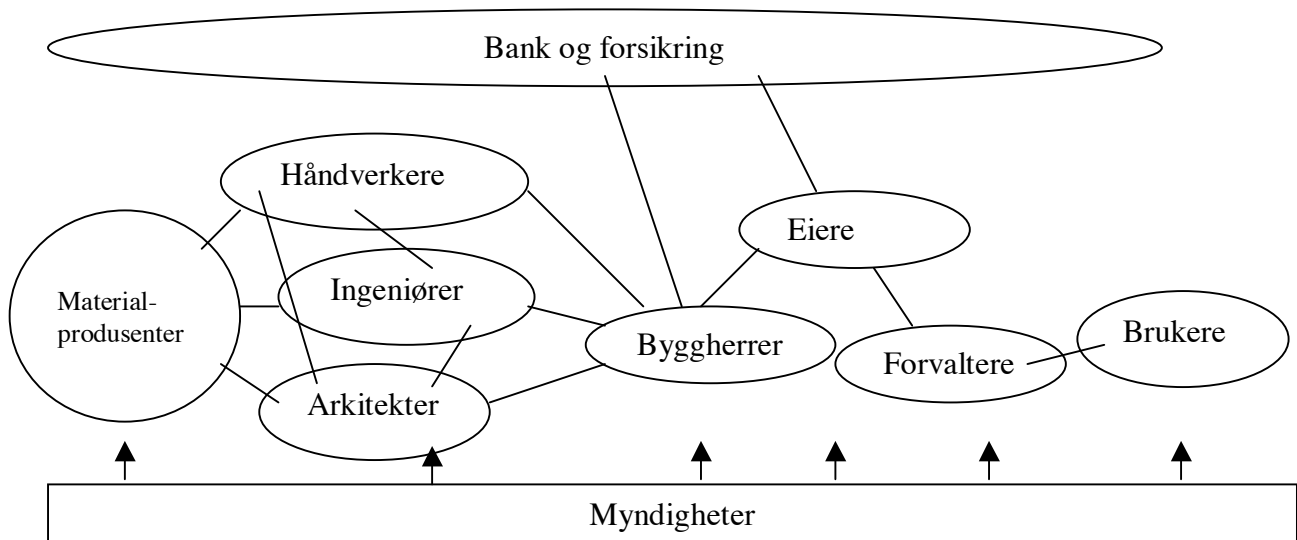 Bank og forsikring
Håndverkere
Eiere
Ingeniører
Material-
produsenter
Byggherrer
Brukere
Forvaltere
Arkitekter
Myndigheter